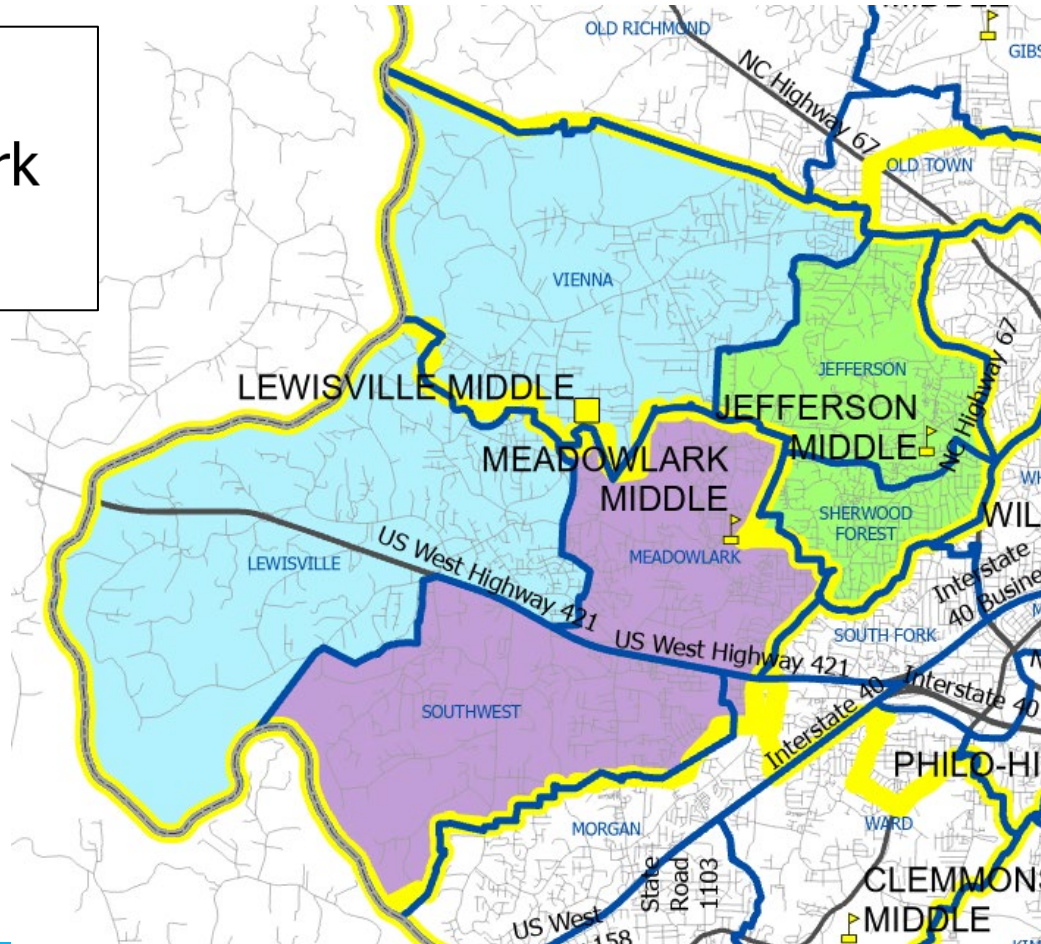 rk
OLD RICHMOND
GIBS
NC Highway 67
OLD TOWN
VIENNA
JEFFERSON
NC Highway 67
LEWISVILLE MIDDLE
JEFFERSON
MIDDLE
MEADOWLARK
MIDDLE
SHERWOOD
FOREST
WIL
US West Highway 421
LEWISVILLE
MEADOWLARK
Interstate
40 Busine
SOUTH FORK
US West Highway 421
Interstate 40
Interstate 40
SOUTHWEST
PHILO-HI
MORGAN
WARD
State
Road
1103
CLEMMONS
MIDDLE
US West
158